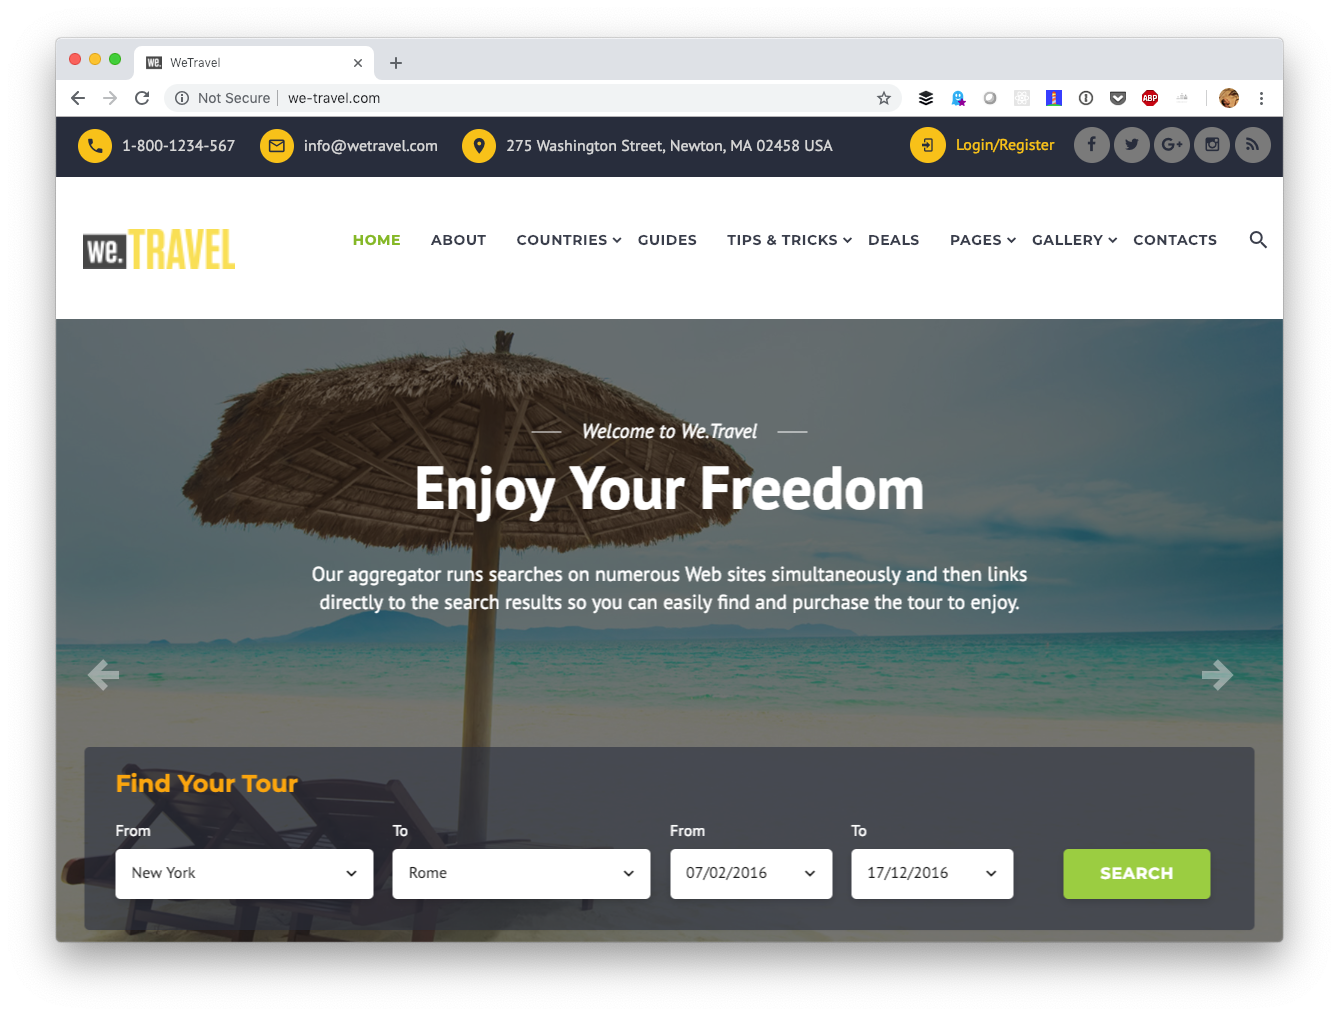 we. WeTravel
Not Secure we-travel.com ABP
1-800-1234-567 info@wetravel.com 275 Washington Street, Newton, MA 02458 USA Login/Register
we.TRAVEL
HOME ABOUT COUNTRIES GUIDES TIPS & TRICKS DEALS PAGES GALLERY CONTACTS
Welcome to We.Travel
Enjoy Your Freedom
Our aggregator runs searches on numerous Web sites simultaneously and then links
directly to the search results so you can easily find and purchase the tour to enjoy.
Find Your Tour
From To From To
New York Rome 07/02/2016 17/12/2016 SEARCH